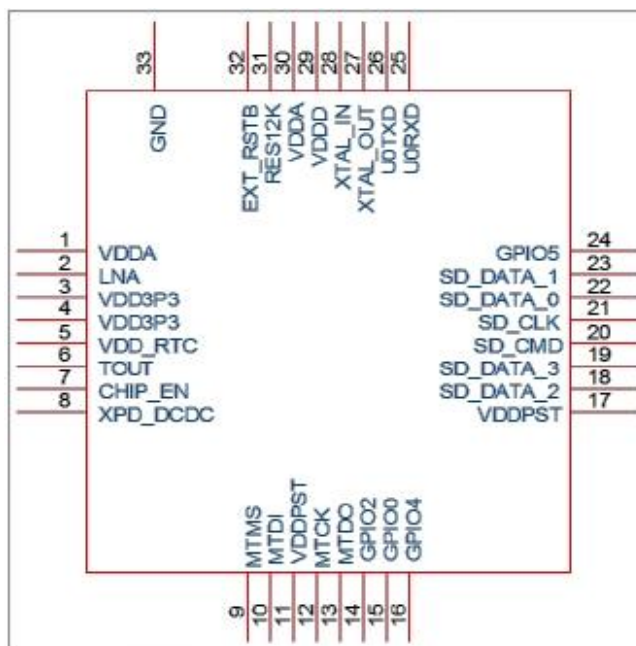 33
32
31
30
29
28
27
26
25
GND
EXT_RSTB
RES12K
VDDA
VDDD
XTAL_IN
XTAL_OUT
U0TXD
U0RXD
1 VDDA
2 LNA
3 VDD3P3
4 VDD3P3
5 VDD_RTC
6 TOUT
7 CHIP_EN
8 XPD_DCDC
GPIO5 24
SD_DATA_1 23
SD_DATA_0 22
SD_CLK 21
SD_CMD 20
SD_DATA_3 19
SD_DATA_2 18
VDDPST 17
MTMS
MTDI
VDDPST
MTCK
MTDO
GPIO2
GPIO0
GPIO4
9
10
11
12
13
14
15
16